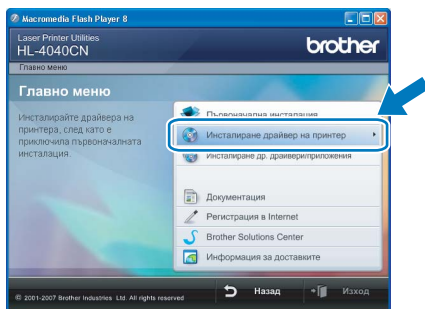 Macromedia Flash Player 8
Laser Printer Utilities
HL-4040CN
brother
Главно меню
Главно меню
Инсталирайте драйвера на
принтера, след като е
приключила първоначалната
инсталация.
Първоначална инсталация
Инсталиране драйвер на принтер
Инсталиране др. драйвери/приложения
Документация
Регистрация в Internet
Brother Solutions Center
Информация за доставките
© 2001-2007 Brother Industries Ltd. All rights reserved
Назад
Изход